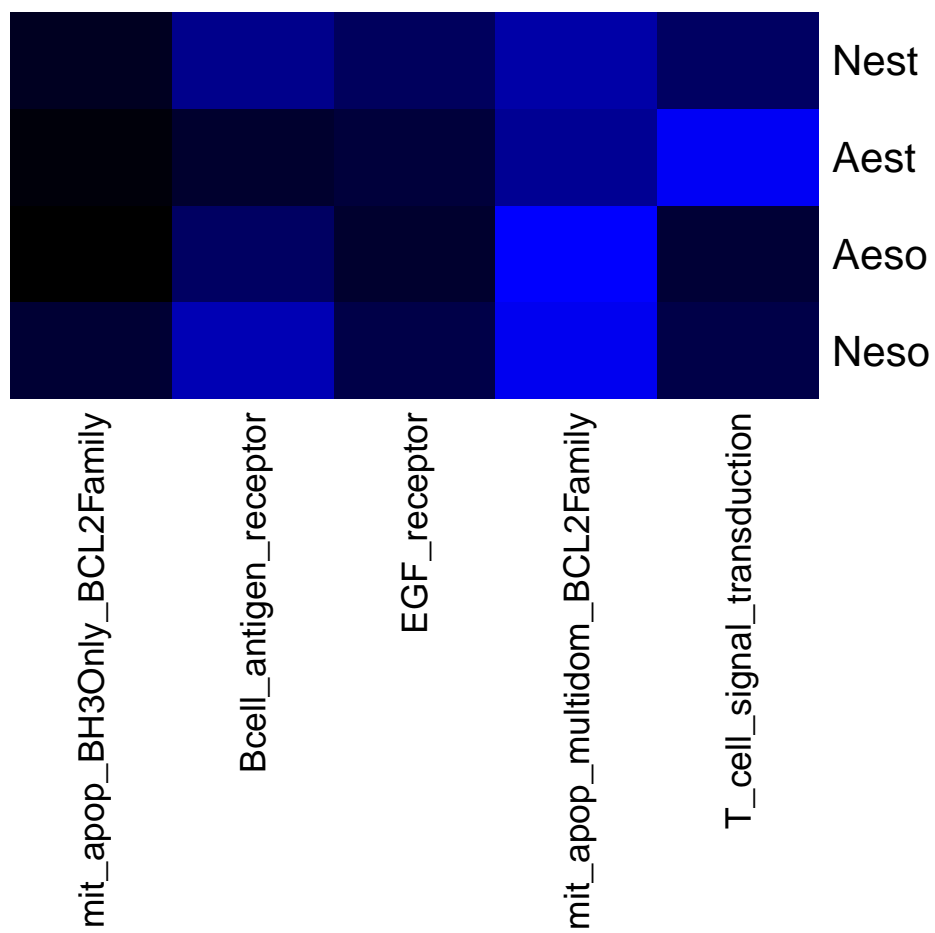 Nest
Aest
Aeso
Neso
mit_apop_BH3Only_BCL2Family
Bcell_antigen_receptor
EGF_receptor
mit_apop_multidom_BCL2Family
T_cell_signal_transduction